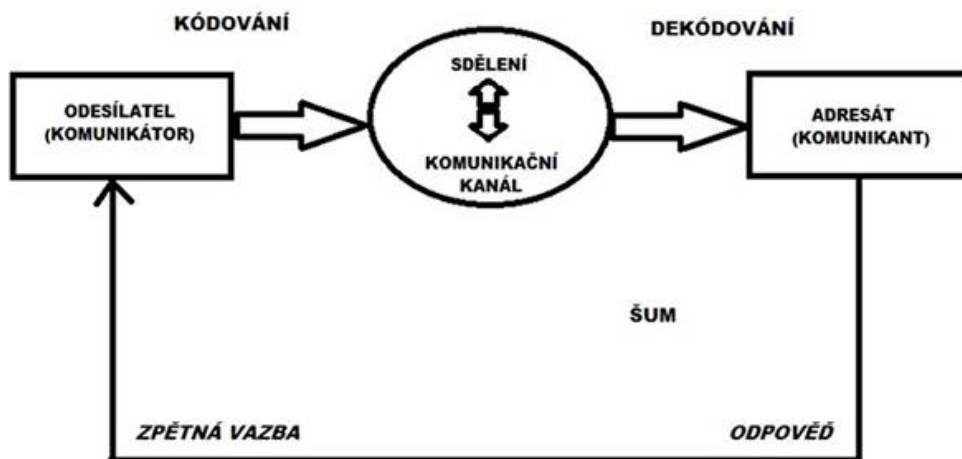 KÓDOVÁNÍ
DEKÓDOVÁNÍ
ODESÍLATEL
(KOMUNIKÁTOR)
SDĚLENÍ
KOMUNIKAČNÍ
KANÁL
ADRESÁT
(KOMUNIKANT)
ŠUM
ZPĚTNÁ VAZBA
ODPOVĚĎ